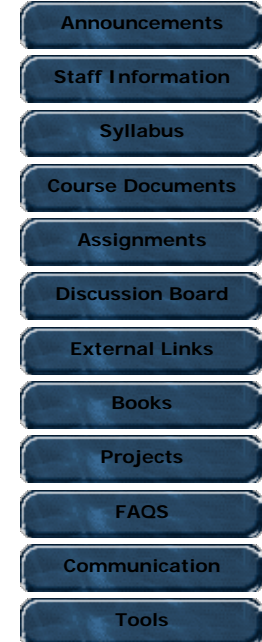 Announcements
Staff Information
Syllabus
Course Documents
Assignments
Discussion Board
External Links
Books
Projects
FAQS
Communication
Tools